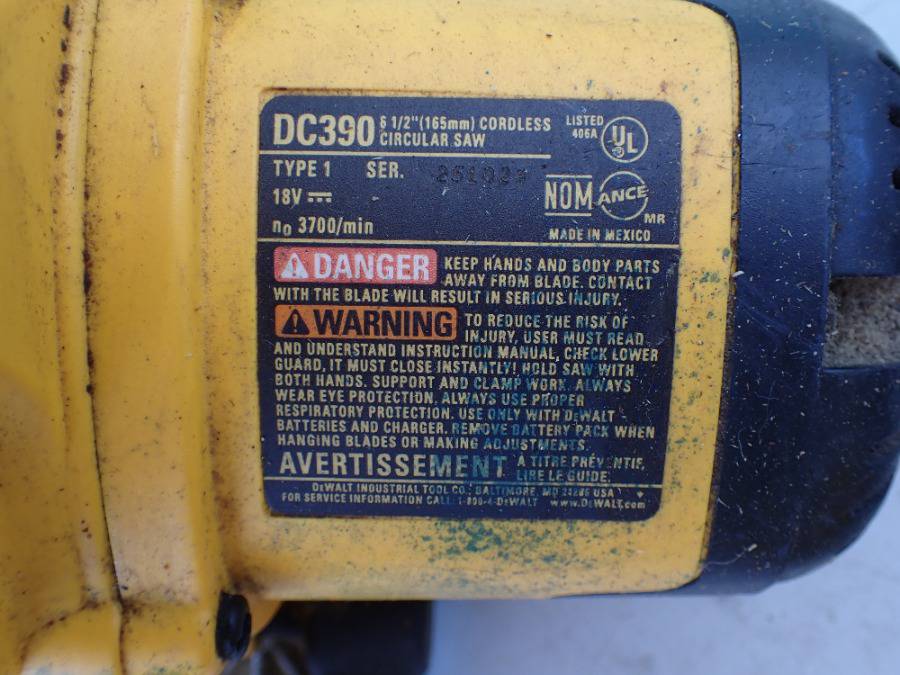 DC390 6 1/2"(165mm) CORDLESS CIRCULAR SAW
LISTED 406A UL
TYPE 1 SER.
18V
NOM ANCE MR
n₀ 3700/min
MADE IN MEXICO
DANGER KEEP HANDS AND BODY PARTS
AWAY FROM BLADE. CONTACT
WITH THE BLADE WILL RESULT IN SERIOUS INJURY.
WARNING TO REDUCE THE RISK OF
INJURY, USER MUST READ
AND UNDERSTAND INSTRUCTION MANUAL, CHECK LOWER
GUARD, IT MUST CLOSE INSTANTLY! HOLD SAW WITH
BOTH HANDS. SUPPORT AND CLAMP WORK. ALWAYS
WEAR EYE PROTECTION. ALWAYS USE PROPER
RESPIRATORY PROTECTION. USE ONLY WITH DEWALT
BATTERIES AND CHARGER. REMOVE BATTERY PACK WHEN
HANGING BLADES OR MAKING ADJUSTMENTS.
AVERTISSEMENT À TITRE PRÉVENTIF,
LIRE LE GUIDE.
DEWALT INDUSTRIAL TOOL CO., BALTIMORE, MD 21286 USA
FOR SERVICE INFORMATION CALL 1-800-4-DEWALT www.DEWALT.com